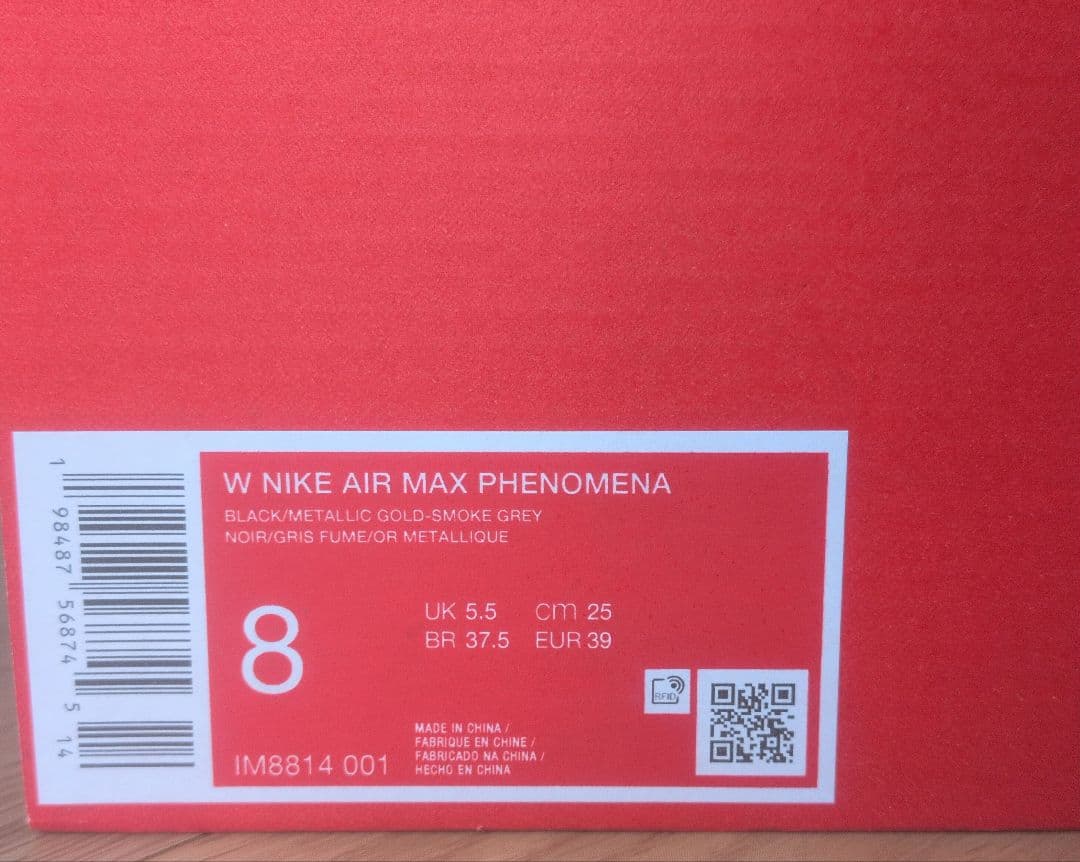 W NIKE AIR MAX PHENOMENA
BLACK/METALLIC GOLD-SMOKE GREY
NOIR/GRIS FUME/OR METALLIQUE
8
UK 5.5 cm 25
BR 37.5 EUR 39
RFID
MADE IN CHINA /
FABRIQUE EN CHINE /
FABRICADO NA CHINA /
HECHO EN CHINA
IM8814 001
1 98487 56874 5 14